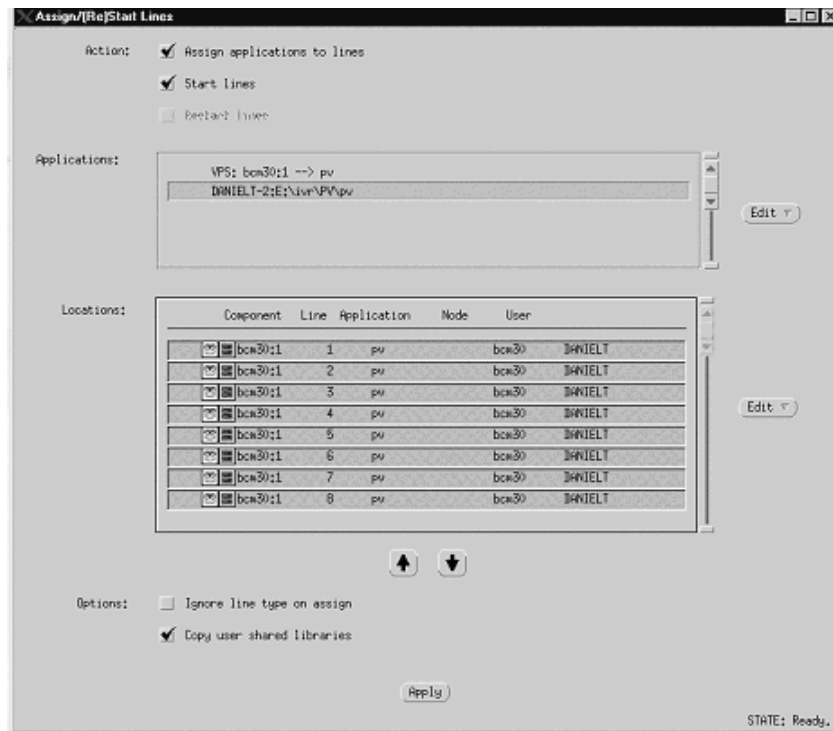 Assign/[Re]Start Lines
Action:
Assign applications to lines
Start lines
Restart lines
Applications:
VPS: bcm30:1 --> pv
DANIELT-2:E:\ivr\PV\pv
Edit
Locations:
Component Line Application Node User
bcm30:1 1 pv bcm30 DANIELT
bcm30:1 2 pv bcm30 DANIELT
bcm30:1 3 pv bcm30 DANIELT
bcm30:1 4 pv bcm30 DANIELT
bcm30:1 5 pv bcm30 DANIELT
bcm30:1 6 pv bcm30 DANIELT
bcm30:1 7 pv bcm30 DANIELT
bcm30:1 8 pv bcm30 DANIELT
Edit
Options:
Ignore line type on assign
Copy user shared libraries
Apply
STATE: Ready.